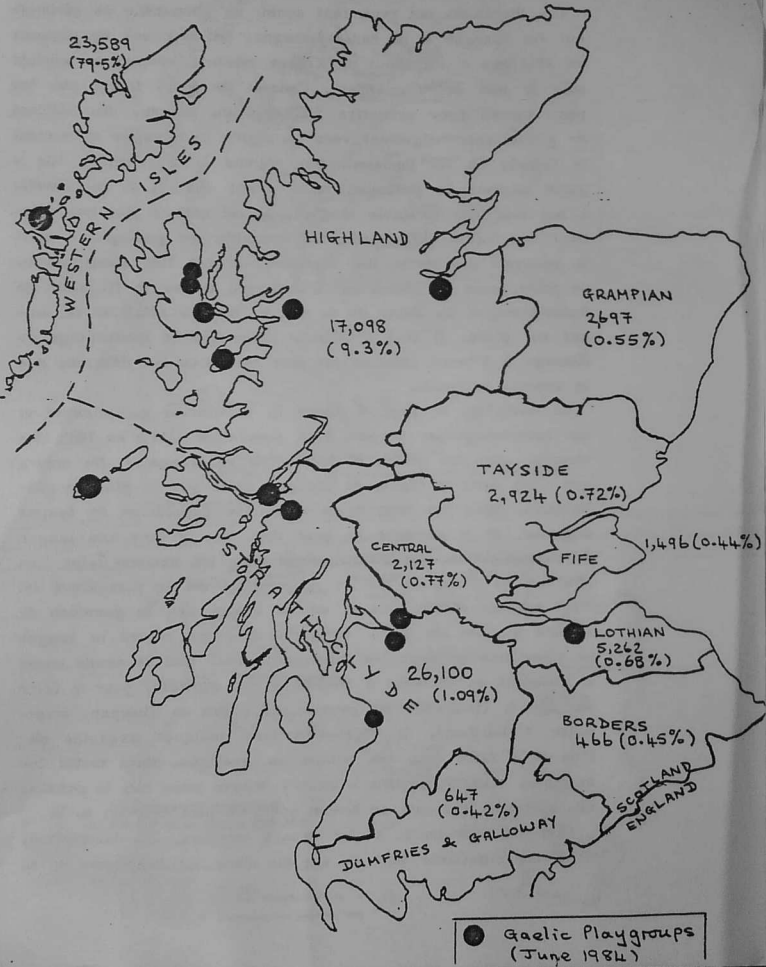 23,589
(79·5%)
WESTERN ISLES
HIGHLAND
17,098
(9.3%)
GRAMPIAN
2697
(0.55%)
TAYSIDE
2,924 (0.72%)
CENTRAL
2,127
(0.77%)
FIFE
1,496 (0.44%)
STRATHCLYDE
26,100
(1.09%)
LOTHIAN
5,262
(0.68%)
BORDERS
466 (0.45%)
647
(0.42%)
DUMFRIES & GALLOWAY
SCOTLAND
ENGLAND
Gaelic Playgroups
(June 1984)